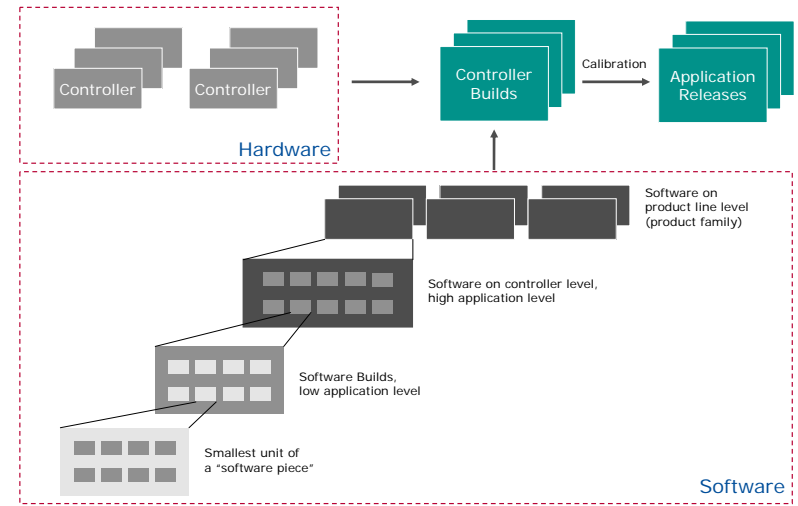 Controller
Controller
Hardware
Controller
Builds
Calibration
Application
Releases
Software on
product line level
(product family)
Software on controller level,
high application level
Software Builds,
low application level
Smallest unit of
a “software piece”
Software